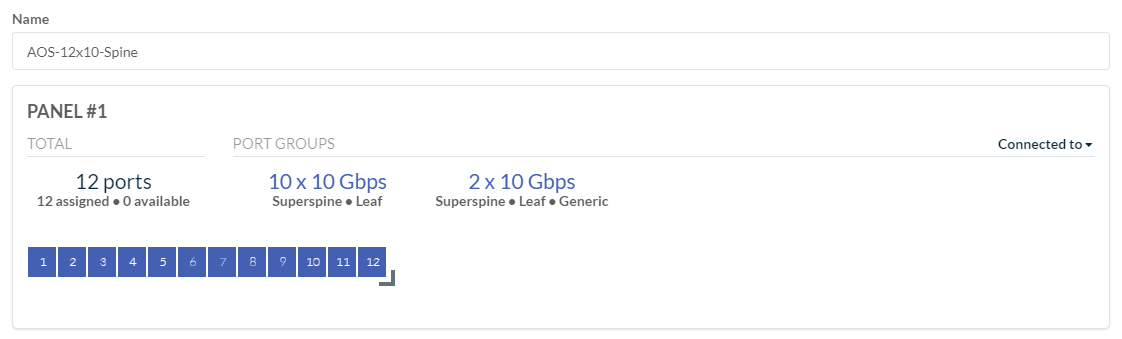 Name
AOS-12x10-Spine
PANEL #1
TOTAL PORT GROUPS Connected to
12 ports 10 x 10 Gbps 2 x 10 Gbps
12 assigned ● 0 available Superspine ● Leaf Superspine ● Leaf ● Generic
1 2 3 4 5 6 7 8 9 10 11 12